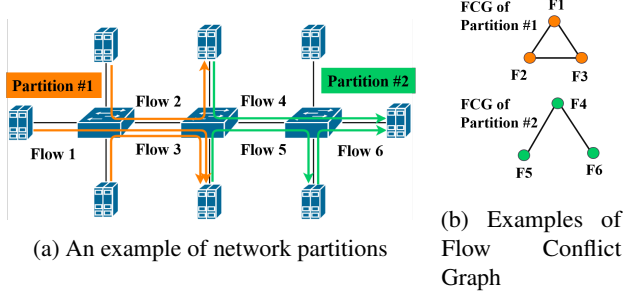 Partition #1
Partition #2
Flow 2
Flow 4
Flow 1
Flow 3
Flow 5
Flow 6
(a) An example of network partitions
FCG of
Partition #1
F1
F2
F3
FCG of
Partition #2
F4
F5
F6
(b) Examples of
Flow Conflict
Graph